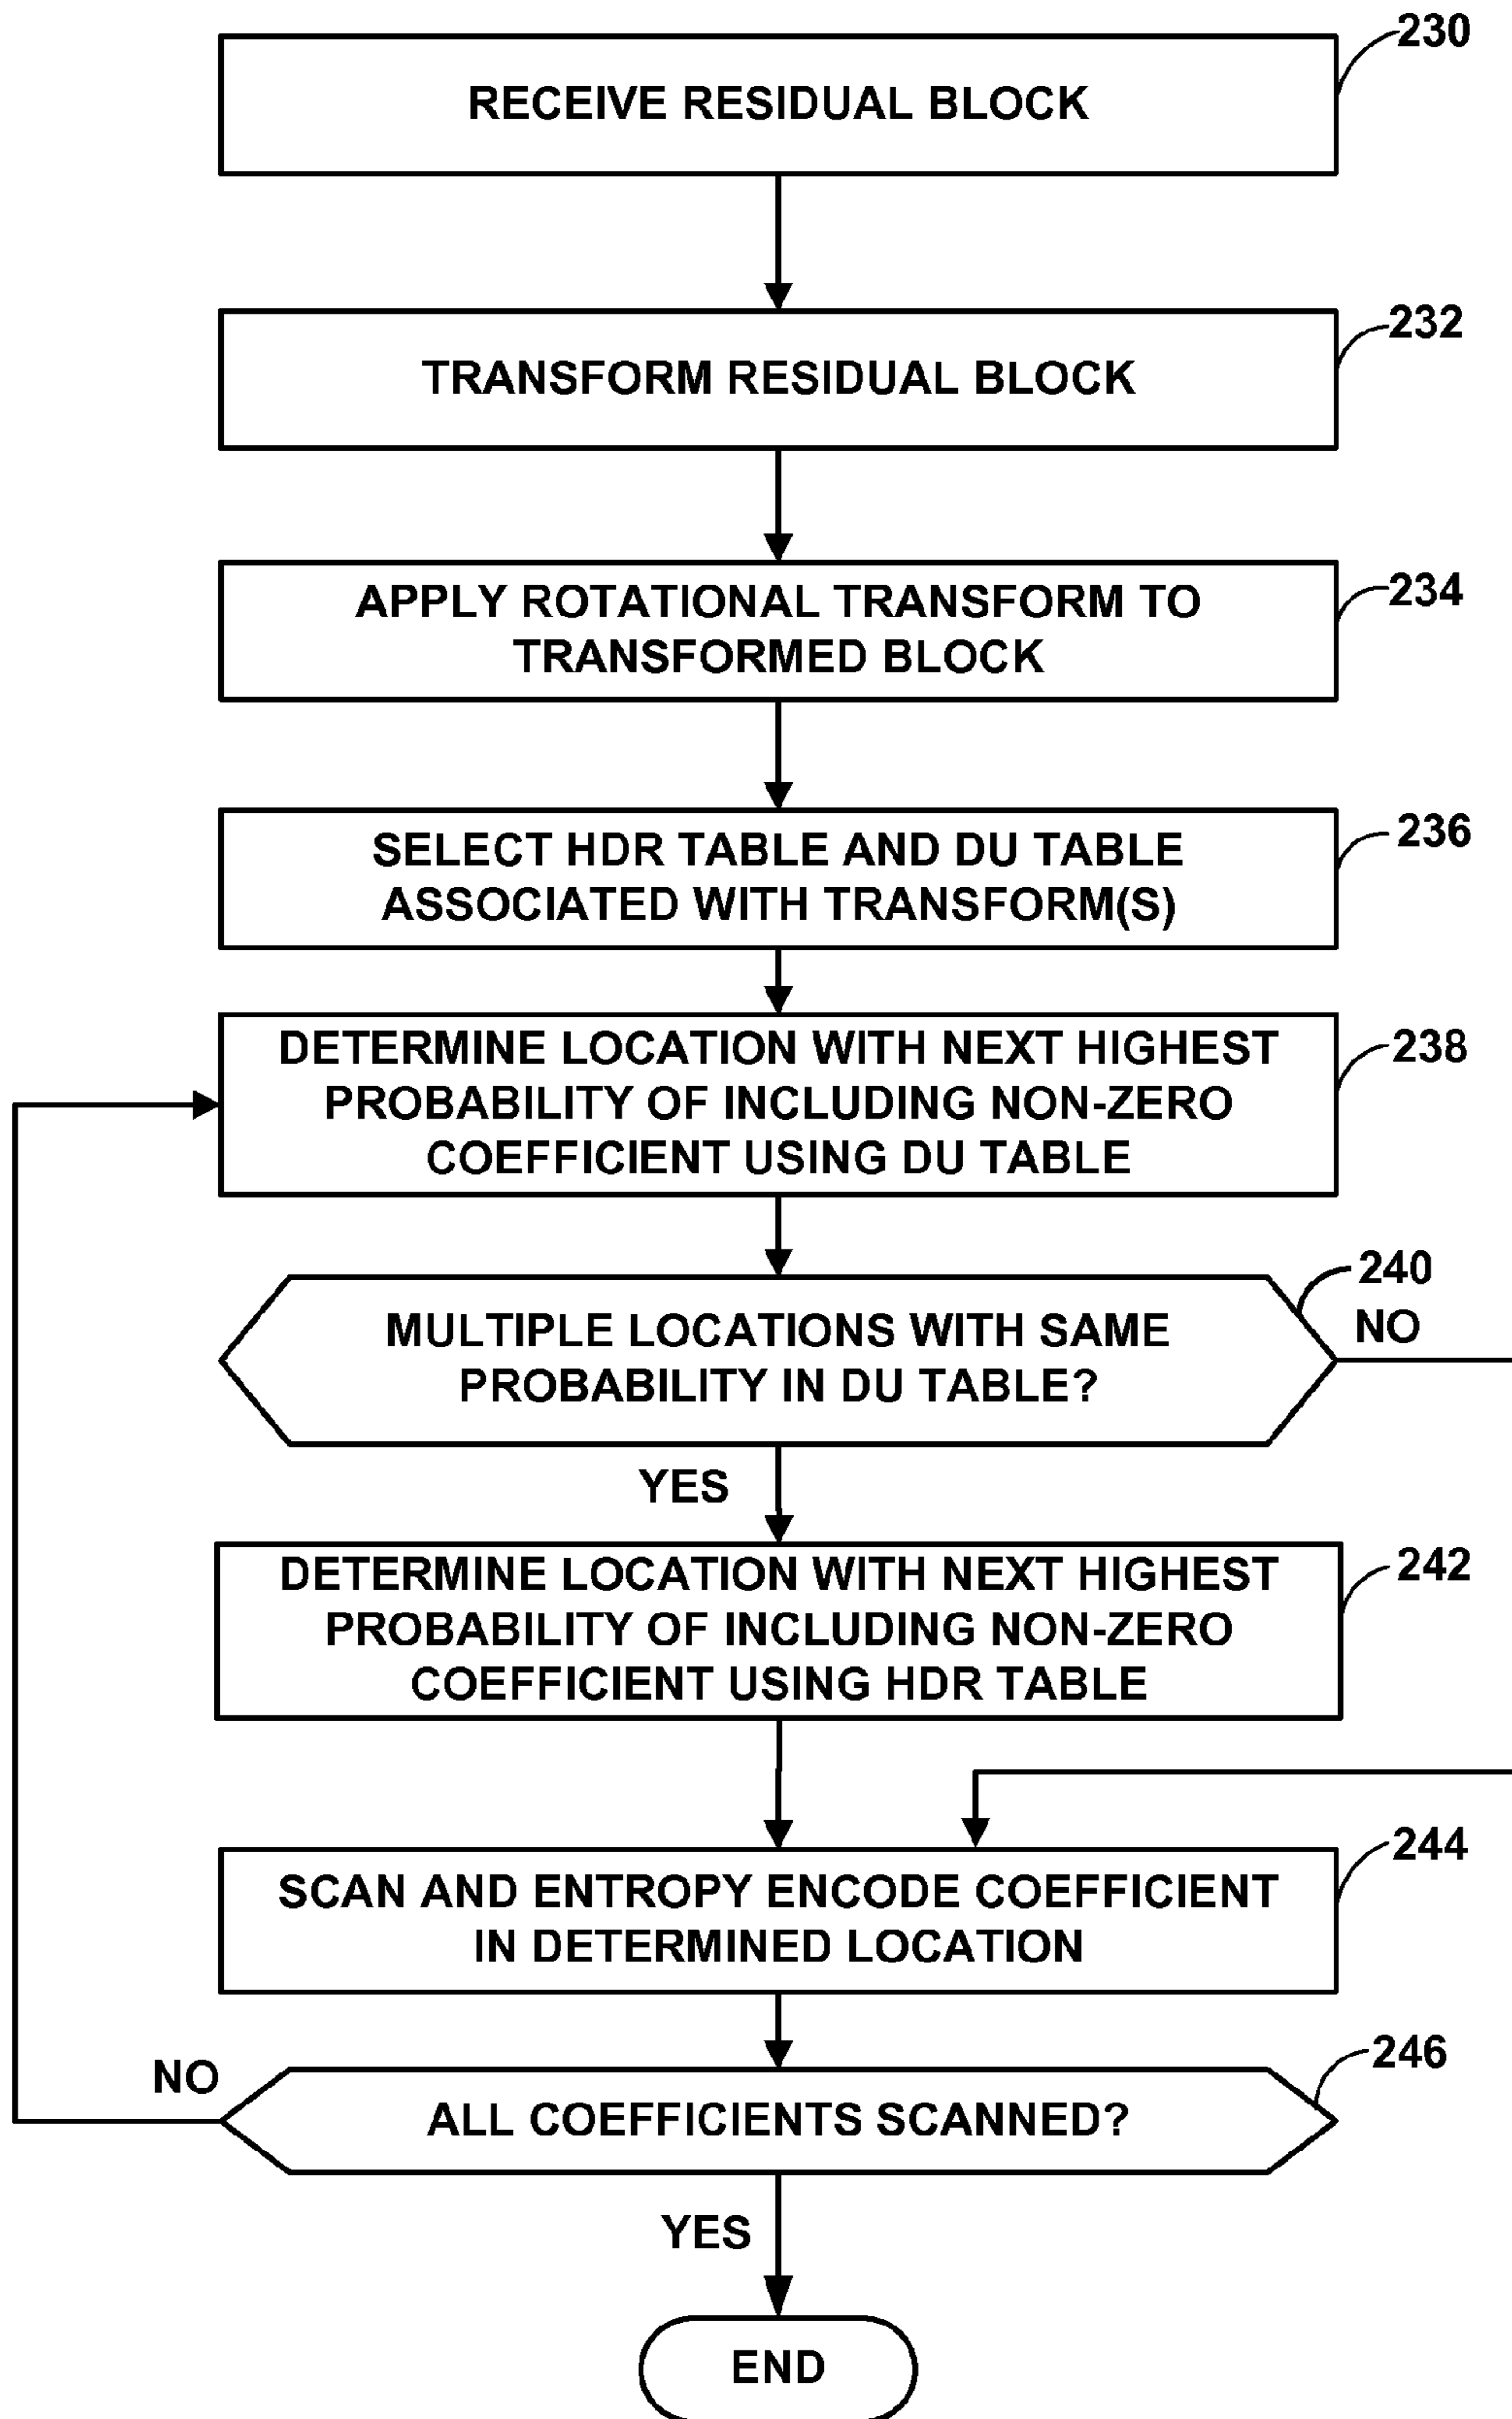 230
RECEIVE RESIDUAL BLOCK
232
TRANSFORM RESIDUAL BLOCK
234
APPLY ROTATIONAL TRANSFORM TO
TRANSFORMED BLOCK
236
SELECT HDR TABLE AND DU TABLE
ASSOCIATED WITH TRANSFORM(S)
238
DETERMINE LOCATION WITH NEXT HIGHEST
PROBABILITY OF INCLUDING NON-ZERO
COEFFICIENT USING DU TABLE
240
NO
MULTIPLE LOCATIONS WITH SAME
PROBABILITY IN DU TABLE?
YES
242
DETERMINE LOCATION WITH NEXT HIGHEST
PROBABILITY OF INCLUDING NON-ZERO
COEFFICIENT USING HDR TABLE
244
SCAN AND ENTROPY ENCODE COEFFICIENT
IN DETERMINED LOCATION
246
NO
ALL COEFFICIENTS SCANNED?
YES
END